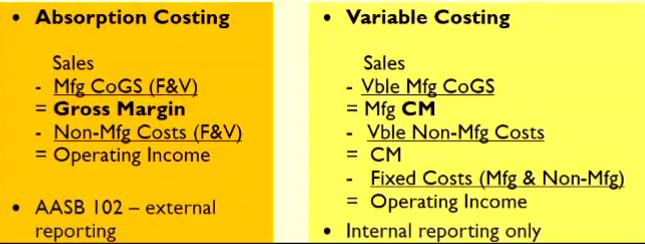 • Absorption Costing
Sales
- Mfg CoGS (F&V)
= Gross Margin
- Non-Mfg Costs (F&V)
= Operating Income
• AASB 102 – external
reporting
• Variable Costing
Sales
- Vble Mfg CoGS
= Mfg CM
- Vble Non-Mfg Costs
= CM
- Fixed Costs (Mfg & Non-Mfg)
= Operating Income
• Internal reporting only